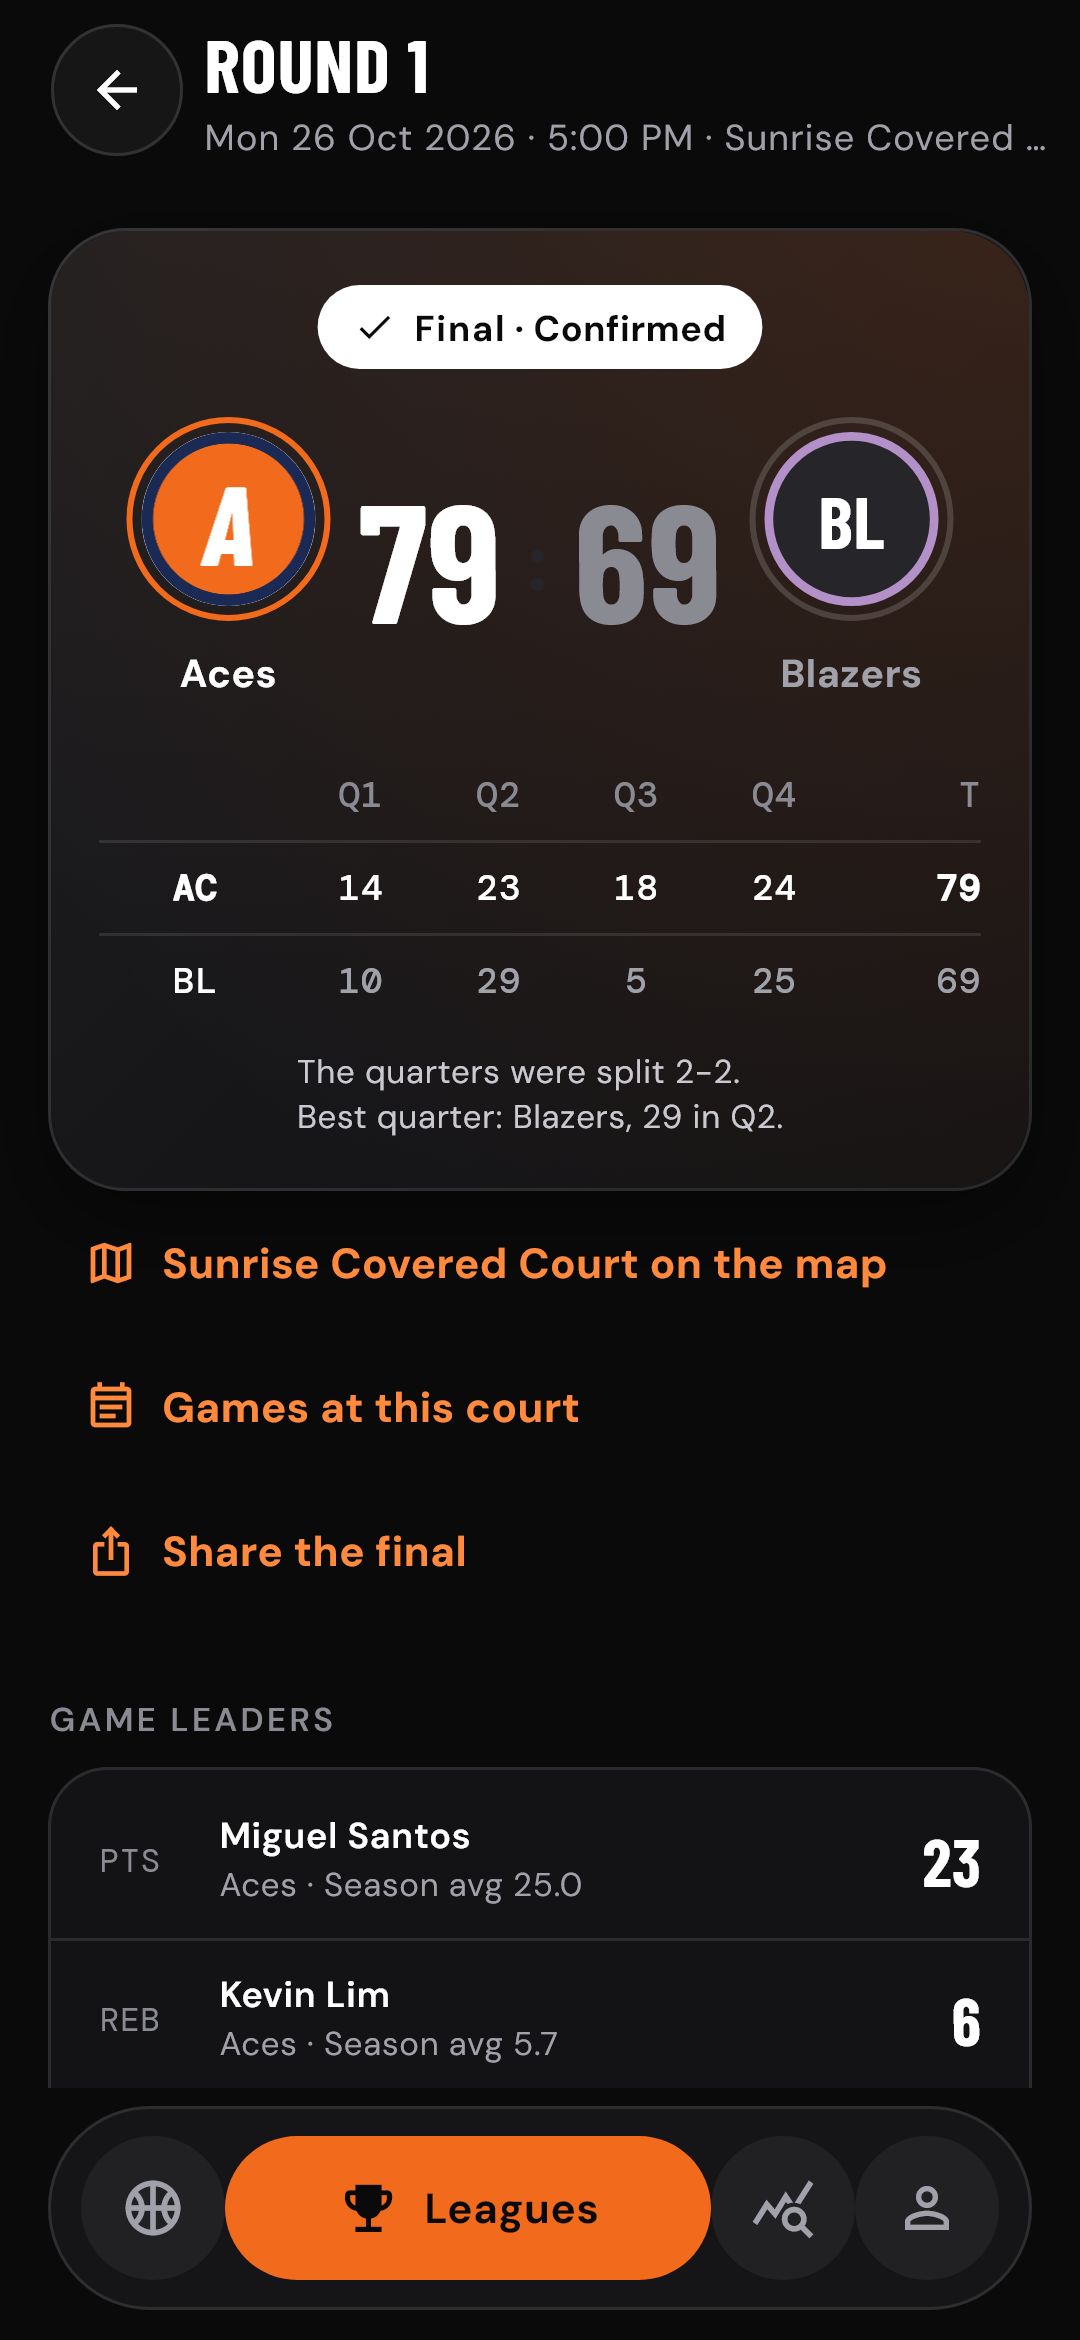 ROUND 1
Mon 26 Oct 2026 · 5:00 PM · Sunrise Covered ...
Final · Confirmed
A 79 : 69 BL
Aces Blazers
Q1 Q2 Q3 Q4 T
AC 14 23 18 24 79
BL 10 29 5 25 69
The quarters were split 2–2.
Best quarter: Blazers, 29 in Q2.
Sunrise Covered Court on the map
Games at this court
Share the final
GAME LEADERS
PTS Miguel Santos 23
Aces · Season avg 25.0
REB Kevin Lim 6
Aces · Season avg 5.7
Leagues